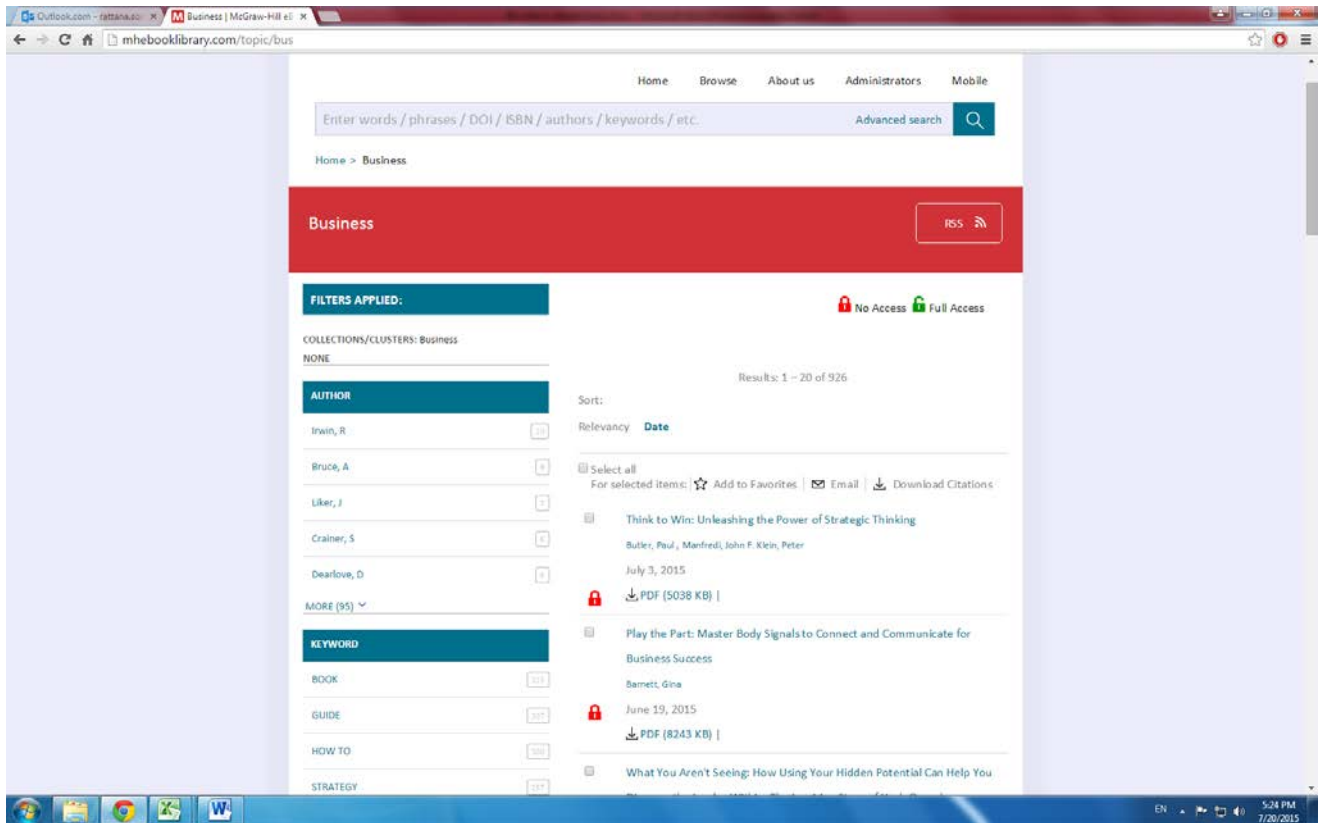 Outlook.com - rattana.so
Business | McGraw-Hill eB
mhebooklibrary.com/topic/bus
Home Browse About us Administrators Mobile
Enter words / phrases / DOI / ISBN / authors / keywords / etc. Advanced search
Home > Business
Business RSS
FILTERS APPLIED:
No Access Full Access
COLLECTIONS/CLUSTERS: Business
NONE
Results: 1 – 20 of 926
AUTHOR
Sort:
Irwin, R
Relevancy Date
Bruce, A
Select all
For selected items: Add to Favorites | Email | Download Citations
Liker, J
Think to Win: Unleashing the Power of Strategic Thinking
Crainer, S
Butler, Paul , Manfredi, John F. Klein, Peter
Dearlove, D
July 3, 2015
PDF (5038 KB) |
MORE (95)
Play the Part: Master Body Signals to Connect and Communicate for
Business Success
KEYWORD
Barnett, Gina
BOOK
June 19, 2015
GUIDE
PDF (8243 KB) |
HOW TO
What You Aren't Seeing: How Using Your Hidden Potential Can Help You
STRATEGY
EN 5:24 PM
7/20/2015